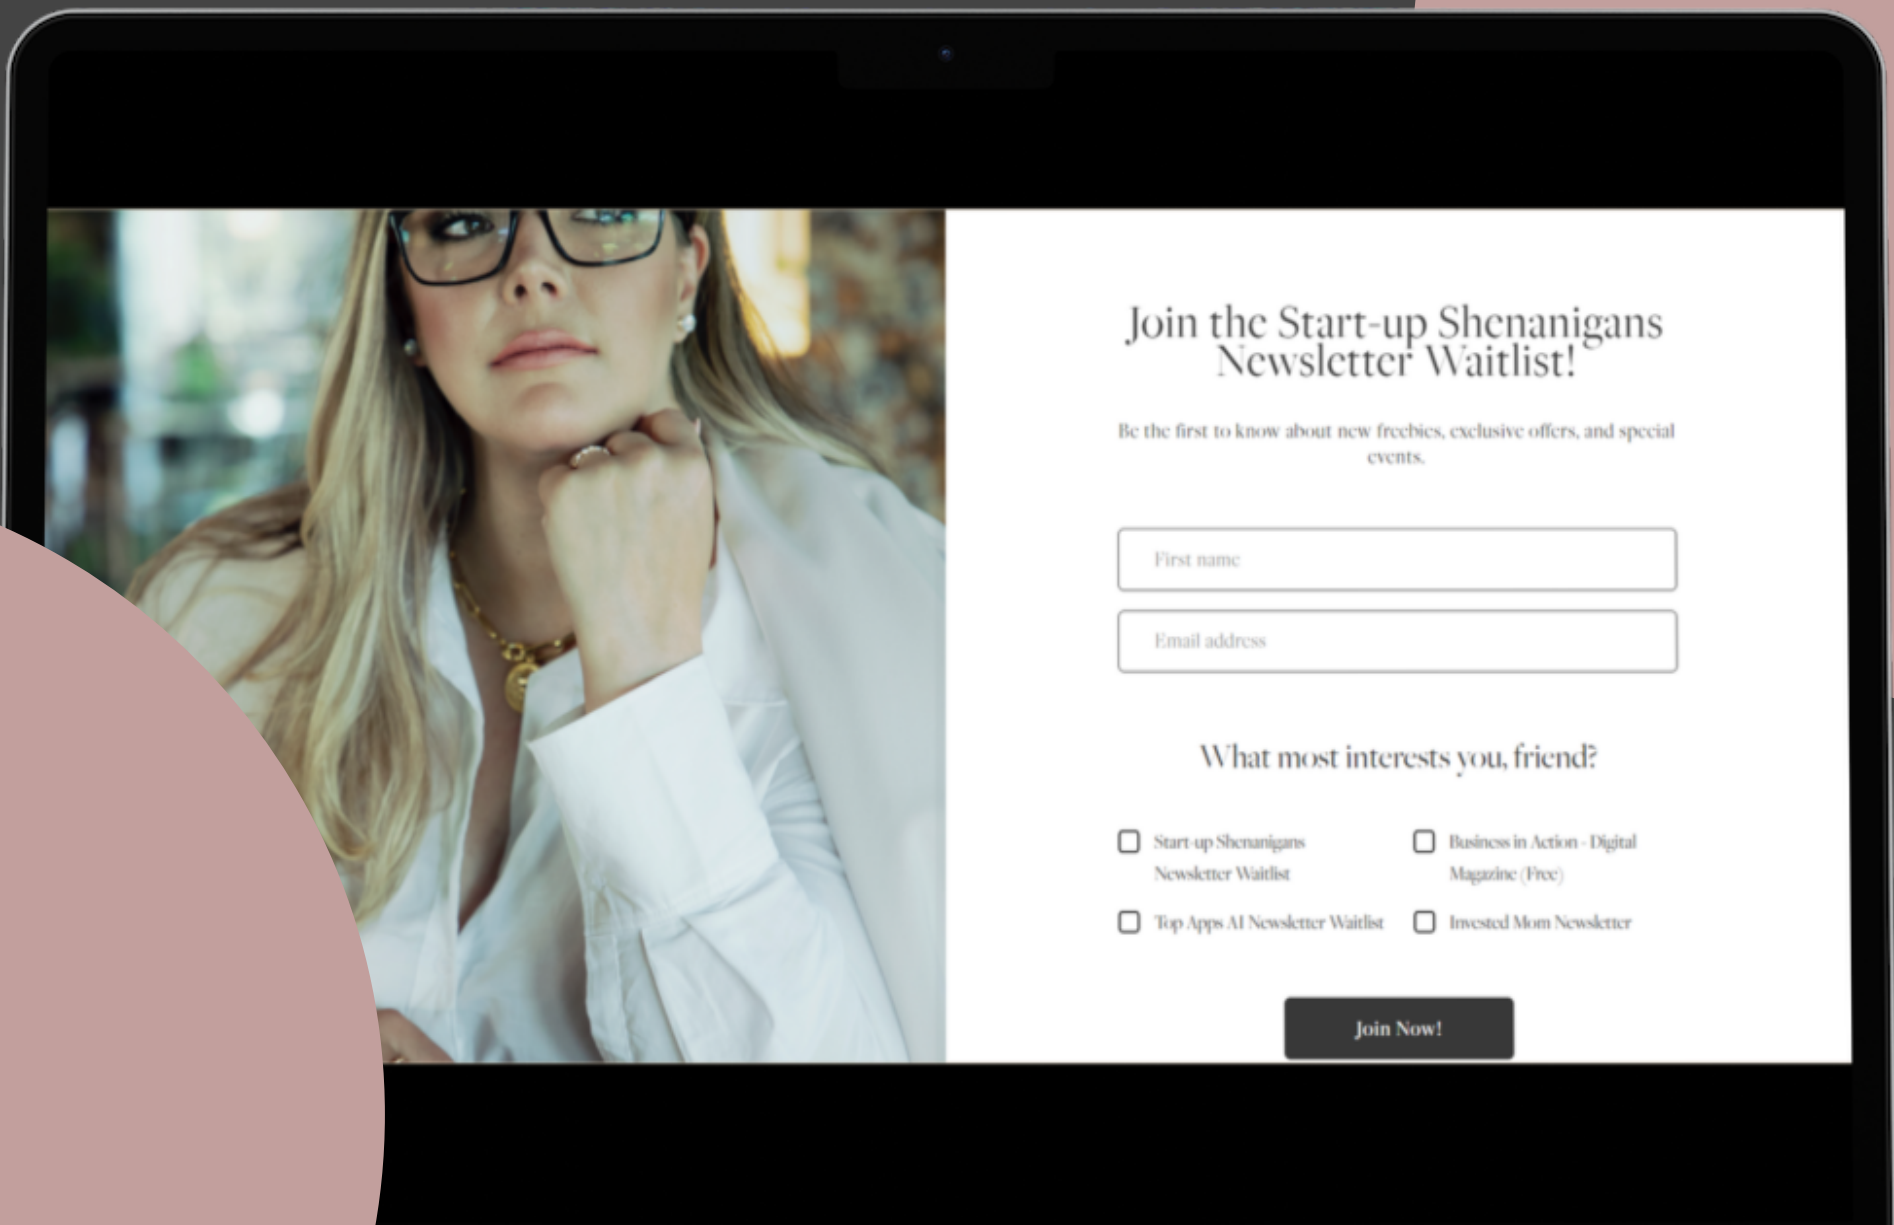 Join the Start-up Shenanigans
Newsletter Waitlist!
Be the first to know about new freebies, exclusive offers, and special
events.
First name
Email address
What most interests you, friend?
Start-up Shenanigans
Newsletter Waitlist
Business in Action - Digital
Magazine (Free)
Top Apps AI Newsletter Waitlist
Invested Mom Newsletter
Join Now!